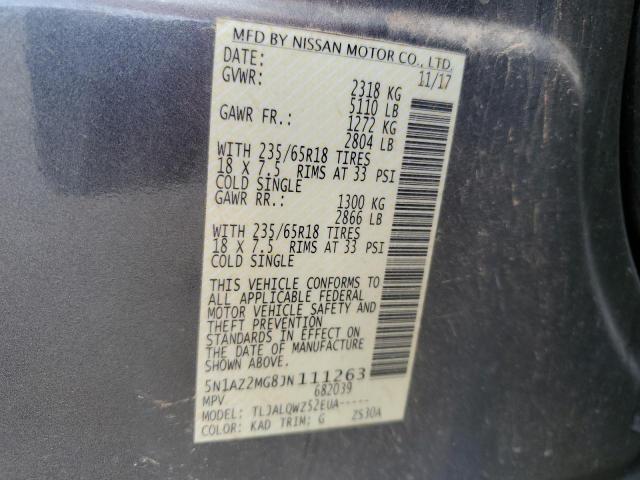 MFD BY NISSAN MOTOR CO., LTD.
DATE: 11/17
GVWR: 2318 KG
5110 LB
GAWR FR.: 1272 KG
2804 LB
WITH 235/65R18 TIRES
18 X 7.5 RIMS AT 33 PSI
COLD SINGLE
GAWR RR.: 1300 KG
2866 LB
WITH 235/65R18 TIRES
18 X 7.5 RIMS AT 33 PSI
COLD SINGLE
THIS VEHICLE CONFORMS TO
ALL APPLICABLE FEDERAL
MOTOR VEHICLE SAFETY AND
THEFT PREVENTION
STANDARDS IN EFFECT ON
THE DATE OF MANUFACTURE
SHOWN ABOVE.
5N1AZ2MG8JN111263
MPV 682039
MODEL: TLJALQWZ52EUA-----
COLOR: KAD TRIM: G ZS30A